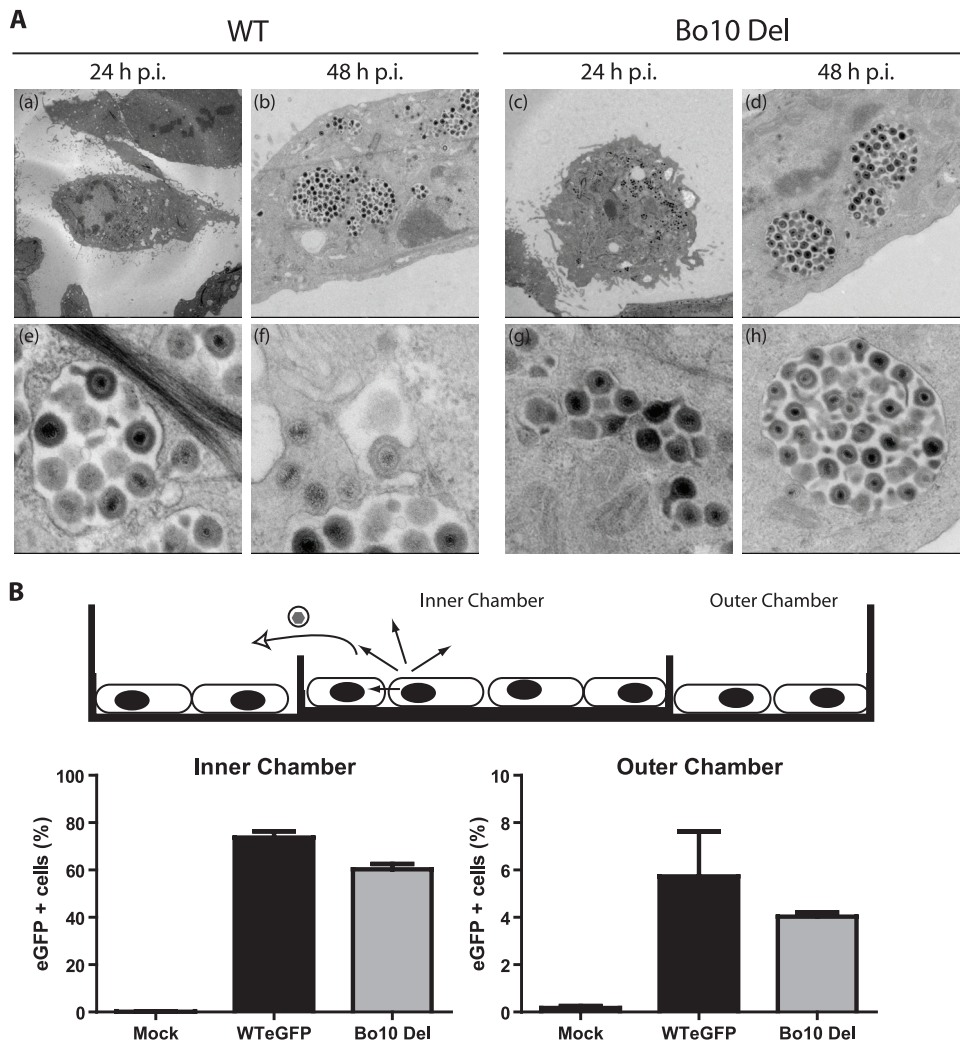 A
WT
Bo10 Del
24 h p.i.
48 h p.i.
24 h p.i.
48 h p.i.
(a)
(b)
(c)
(d)
(e)
(f)
(g)
(h)
B
Inner Chamber
Outer Chamber
Inner Chamber
eGFP + cells (%)
100
80
60
40
20
0
Mock
WTeGFP
Bo10 Del
Outer Chamber
eGFP + cells (%)
10
8
6
4
2
0
Mock
WTeGFP
Bo10 Del